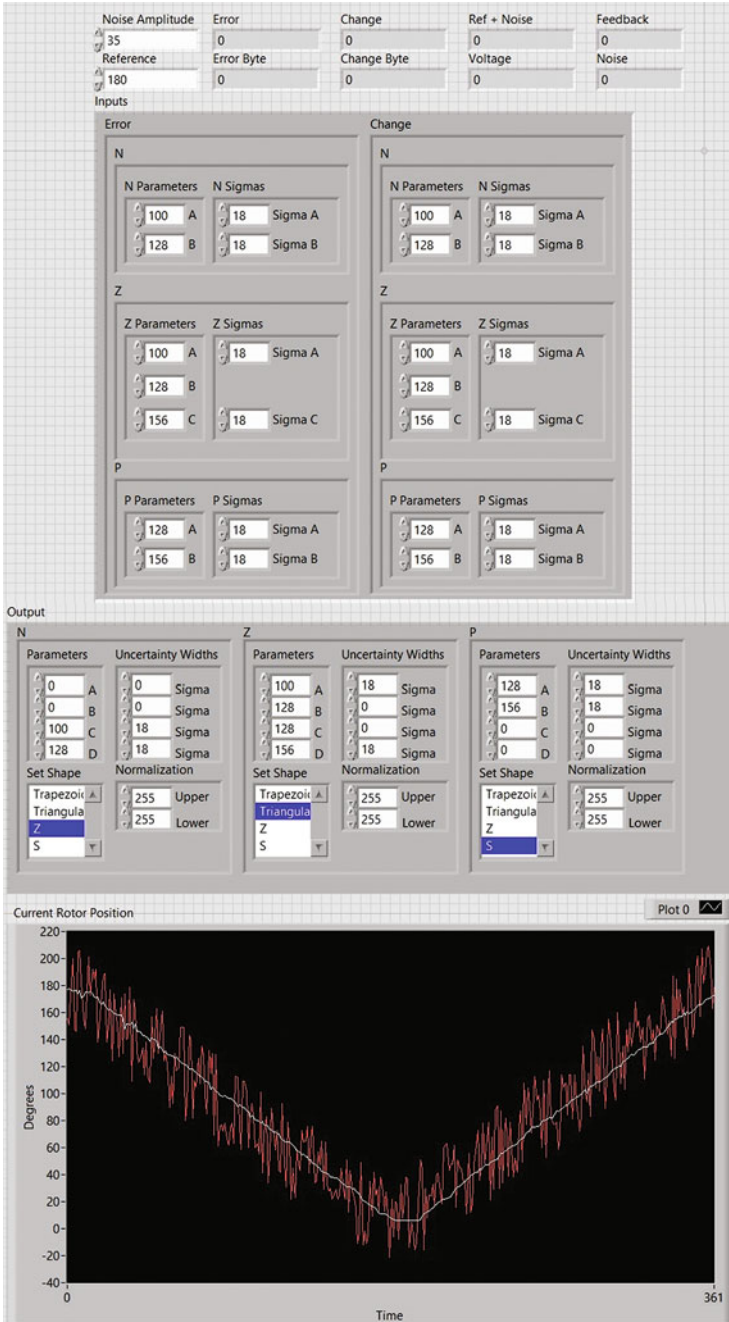 Noise Amplitude Error Change Ref + Noise Feedback
35 0 0 0 0
Reference Error Byte Change Byte Voltage Noise
180 0 0 0 0
Inputs
Error Change
N N
N Parameters N Sigmas N Parameters N Sigmas
100 A 18 Sigma A 100 A 18 Sigma A
128 B 18 Sigma B 128 B 18 Sigma B
Z Z
Z Parameters Z Sigmas Z Parameters Z Sigmas
100 A 18 Sigma A 100 A 18 Sigma A
128 B 128 B
156 C 18 Sigma C 156 C 18 Sigma C
P P
P Parameters P Sigmas P Parameters P Sigmas
128 A 18 Sigma A 128 A 18 Sigma A
156 B 18 Sigma B 156 B 18 Sigma B
Output
N Z P
Parameters Uncertainty Widths Parameters Uncertainty Widths Parameters Uncertainty Widths
0 A 0 Sigma 100 A 18 Sigma 128 A 18 Sigma
0 B 0 Sigma 128 B 0 Sigma 156 B 18 Sigma
100 C 18 Sigma 128 C 0 Sigma 0 C 0 Sigma
128 D 18 Sigma 156 D 18 Sigma 0 D 0 Sigma
Set Shape Normalization Set Shape Normalization Set Shape Normalization
Trapezoic 255 Upper Trapezoic 255 Upper Trapezoic 255 Upper
Triangula 255 Lower Triangula 255 Lower Triangula 255 Lower
Z Z Z
S S S
Current Rotor Position Plot 0
220
200
180
160
140
120
100
80
60
40
20
0
-20
-40
Degrees
0 361
Time